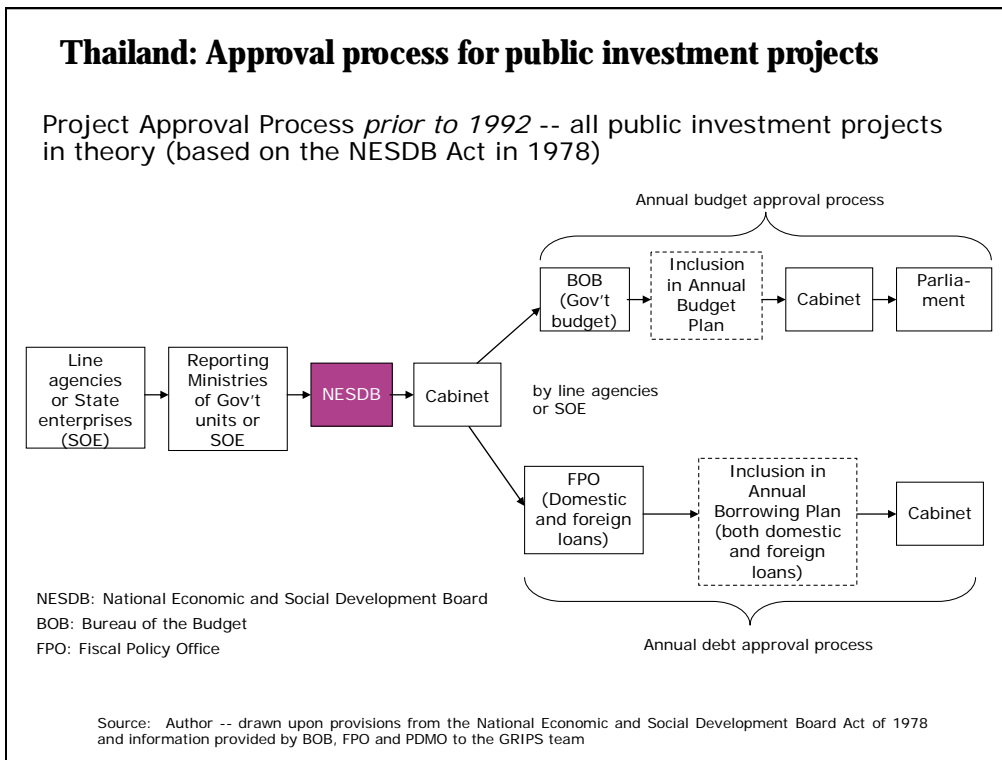 Thailand: Approval process for public investment projects
Project Approval Process prior to 1992 -- all public investment projects
in theory (based on the NESDB Act in 1978)
Annual budget approval process
BOB
(Gov't
budget)
Inclusion
in Annual
Budget
Plan
Cabinet
Parlia-
ment
Line
agencies
or State
enterprises
(SOE)
Reporting
Ministries
of Gov't
units or
SOE
NESDB
Cabinet
by line agencies
or SOE
FPO
(Domestic
and foreign
loans)
Inclusion in
Annual
Borrowing Plan
(both domestic
and foreign
loans)
Cabinet
NESDB: National Economic and Social Development Board
BOB: Bureau of the Budget
FPO: Fiscal Policy Office
Annual debt approval process
Source: Author -- drawn upon provisions from the National Economic and Social Development Board Act of 1978
and information provided by BOB, FPO and PDMO to the GRIPS team